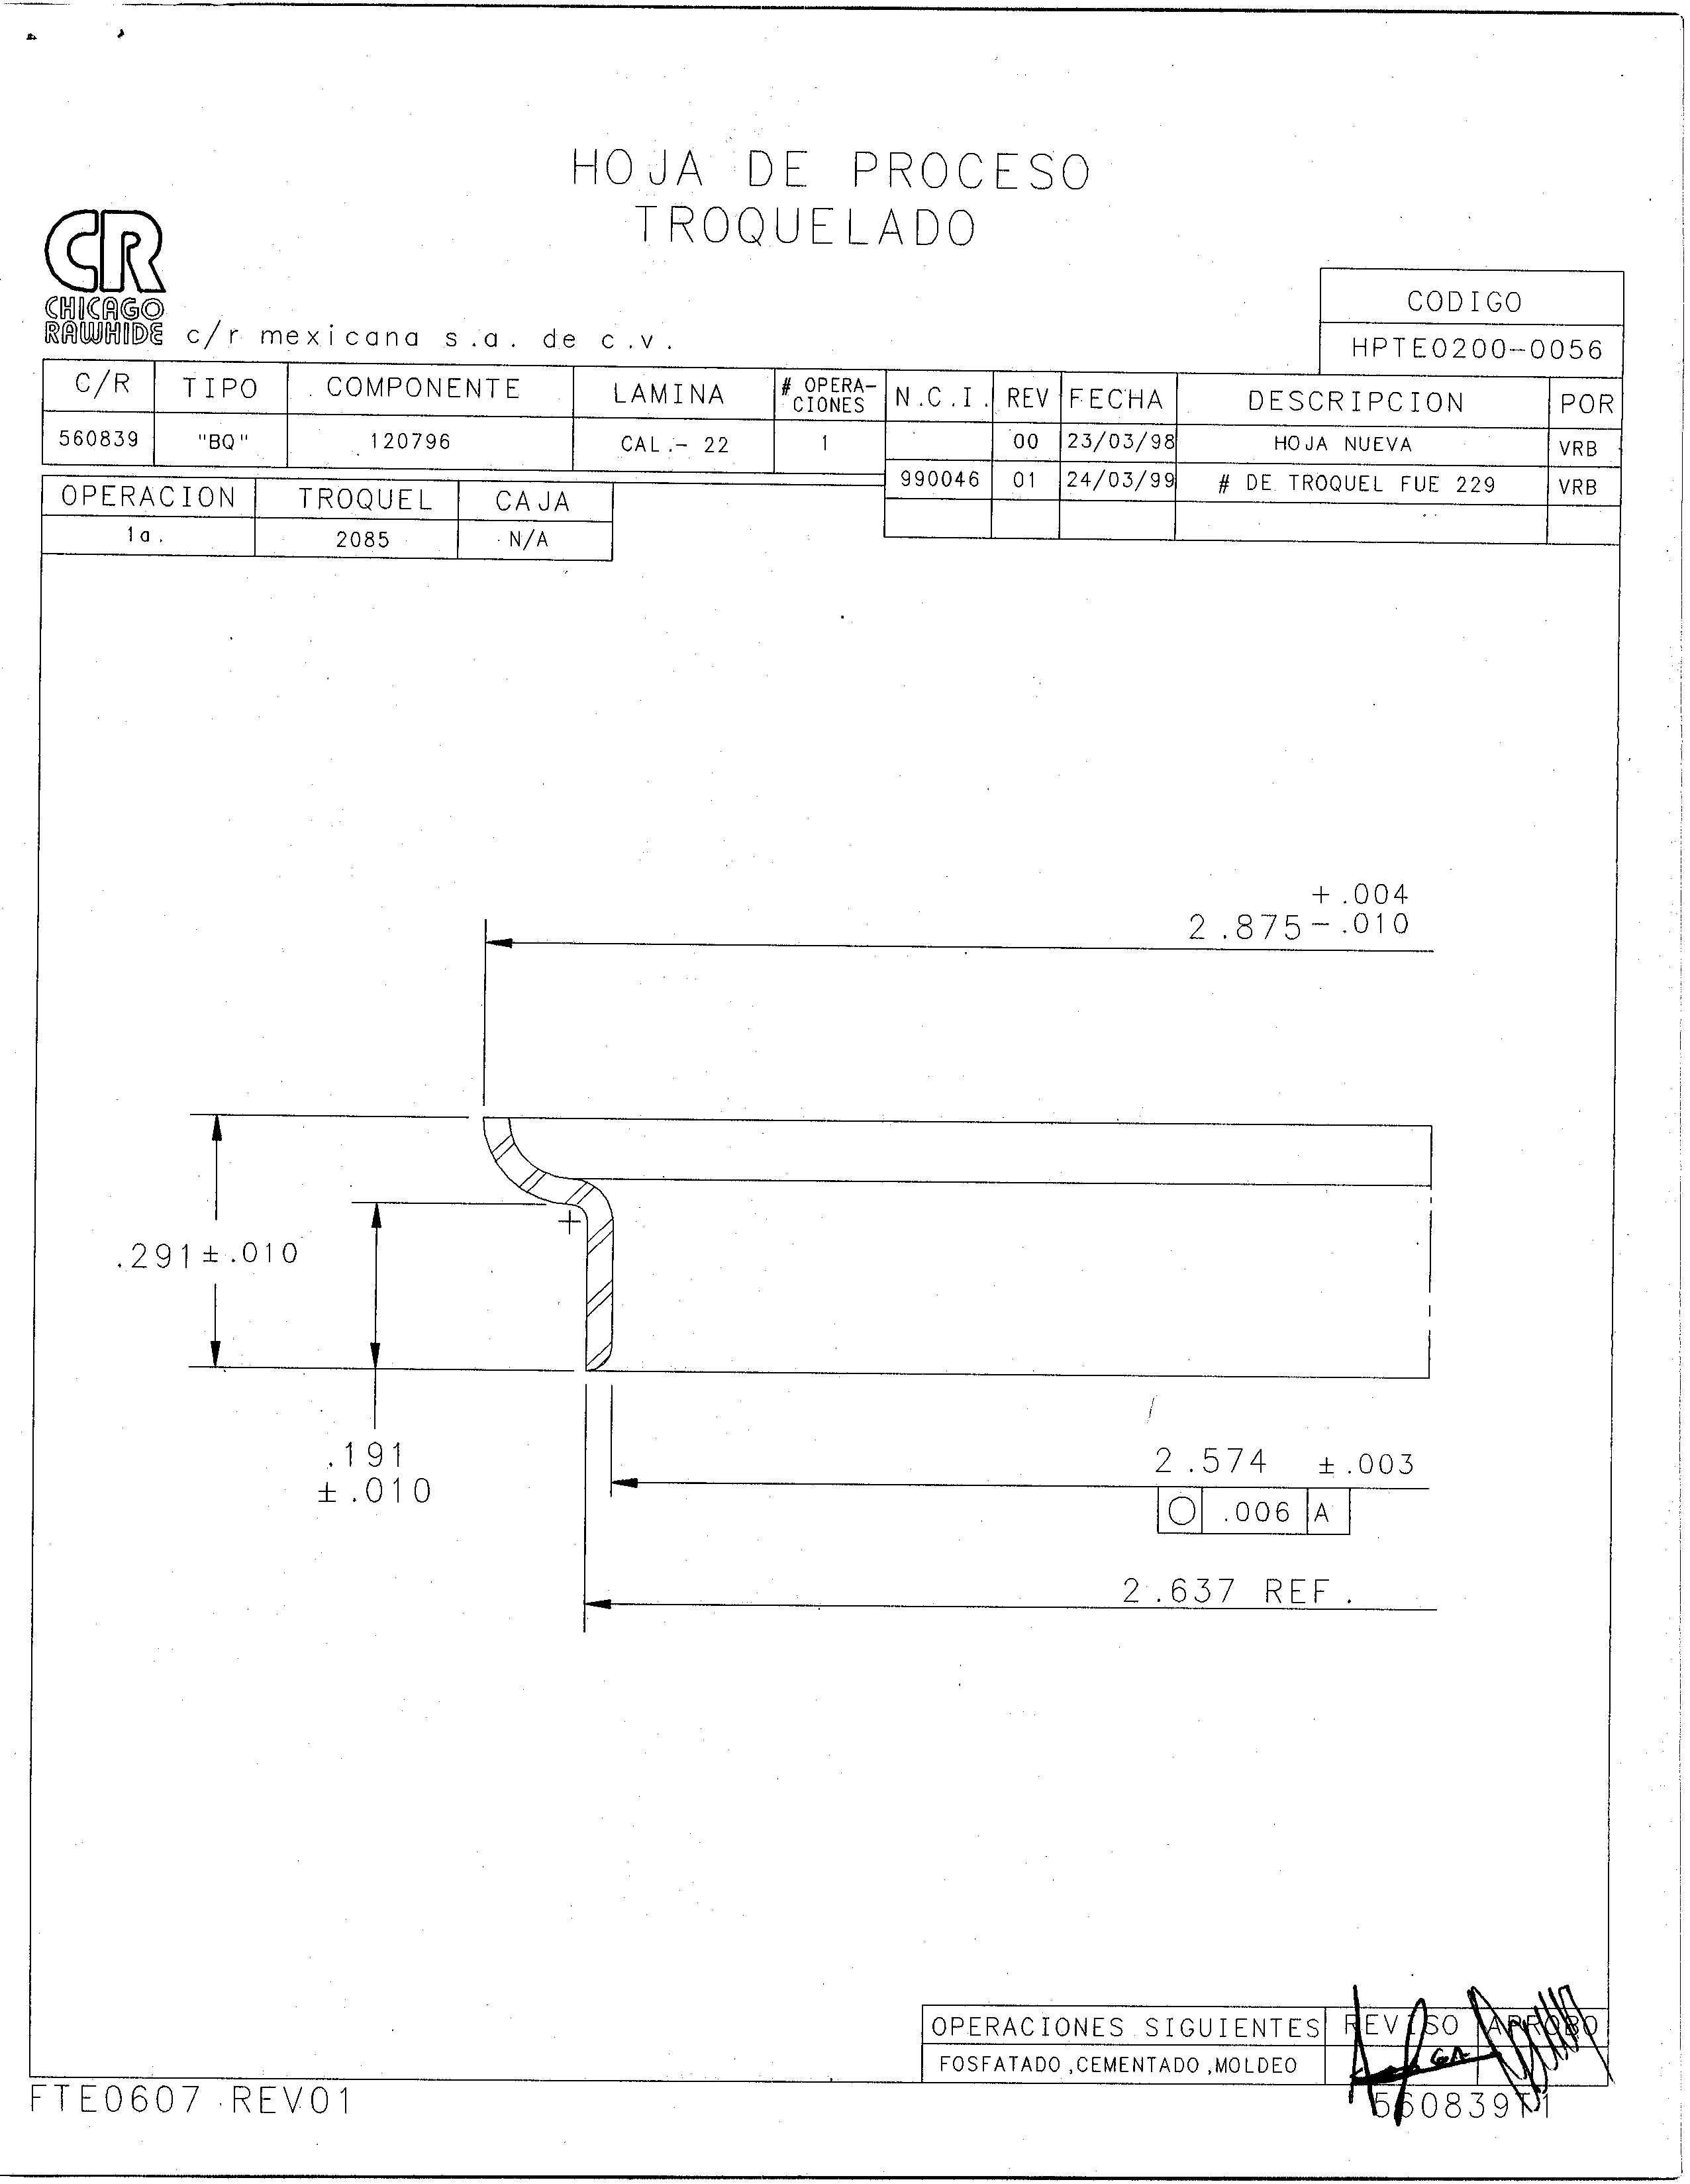 HOJA DE PROCESO
TROQUELADO
CR
CHICAGO
RAWHIDE
c/r mexicana s.a. de c.v.
CODIGO
HPTE0200-0056
C/R TIPO COMPONENTE LAMINA # OPERA-CIONES N.C.I. REV FECHA DESCRIPCION POR
560839 "BQ" 120796 CAL.- 22 1 00 23/03/98 HOJA NUEVA VRB
990046 01 24/03/99 # DE TROQUEL FUE 229 VRB
OPERACION TROQUEL CAJA
1a. 2085 N/A
+.004
2.875-.010
.291±.010
.191
±.010
2.574 ±.003
.006 A
2.637 REF.
OPERACIONES SIGUIENTES REVISO APROBO
FOSFATADO,CEMENTADO,MOLDEO
FTE0607 REV01
560839T1